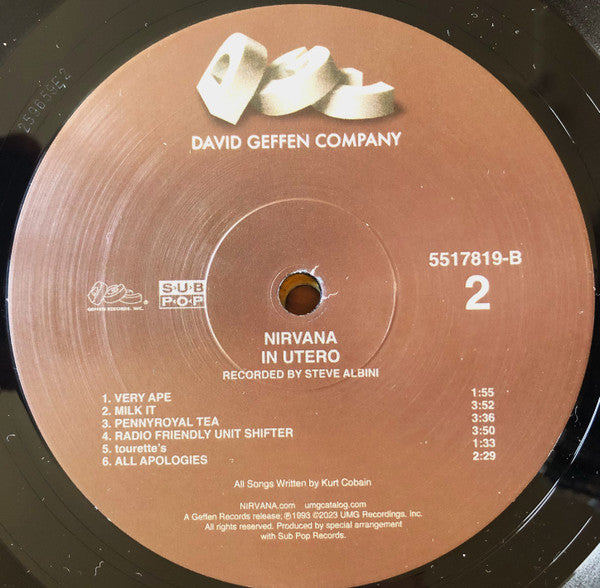 DAVID GEFFEN COMPANY
5517819-B
2
GEFFEN RECORDS, INC. ®
SUB
POP
NIRVANA
IN UTERO
RECORDED BY STEVE ALBINI
1. VERY APE 1:55
2. MILK IT 3:52
3. PENNYROYAL TEA 3:36
4. RADIO FRIENDLY UNIT SHIFTER 3:50
5. tourette's 1:33
6. ALL APOLOGIES 2:29
All Songs Written by Kurt Cobain
NIRVANA.com umgcatalog.com
A Geffen Records release; ℗1993 ©2023 UMG Recordings, Inc.
All rights reserved. Produced by special arrangement
with Sub Pop Records.